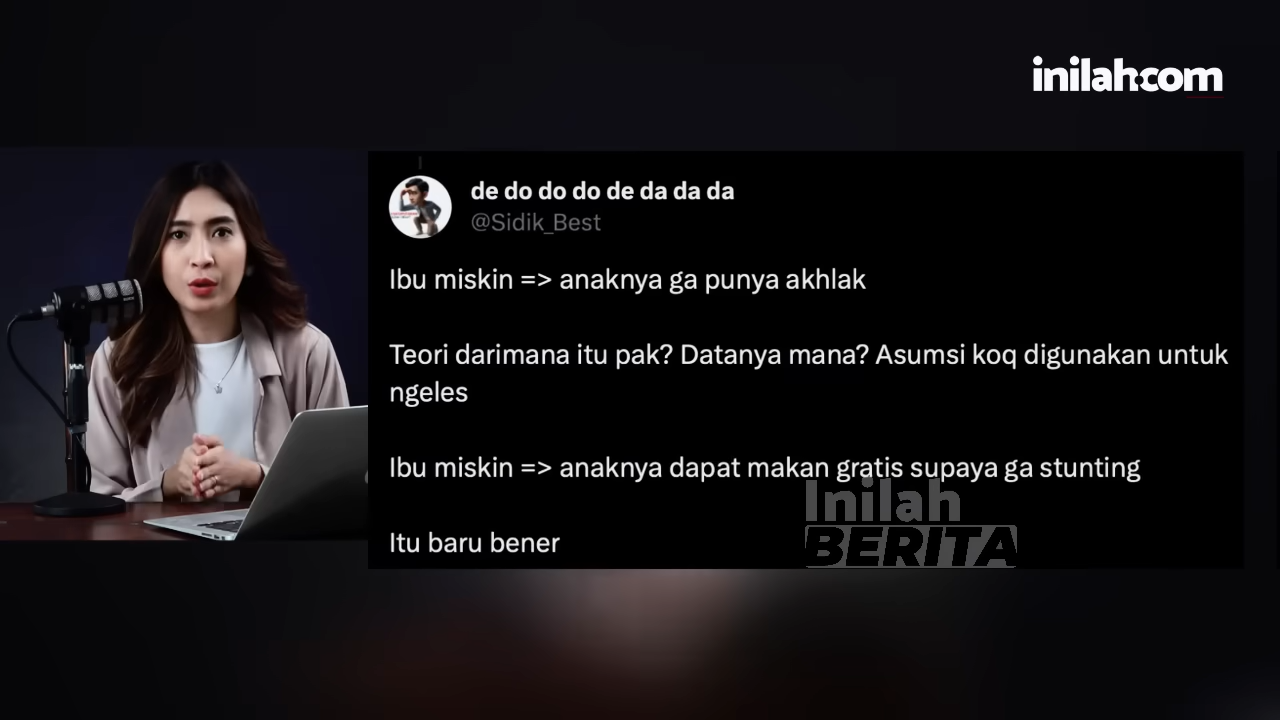 inilah.com
de do do do de da da da
@Sidik_Best
Ibu miskin => anaknya ga punya akhlak
Teori darimana itu pak? Datanya mana? Asumsi koq digunakan untuk
ngeles
Ibu miskin => anaknya dapat makan gratis supaya ga stunting
Itu baru bener
Inilah
BERITA